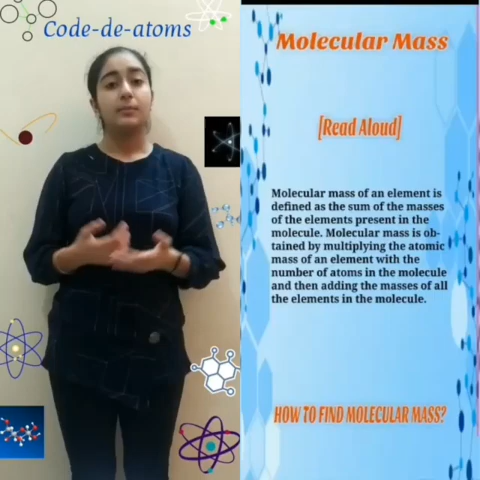 Code-de-atoms
Molecular Mass
[Read Aloud]
Molecular mass of an element is
defined as the sum of the masses
of the elements present in the
molecule. Molecular mass is ob-
tained by multiplying the atomic
mass of an element with the
number of atoms in the molecule
and then adding the masses of all
the elements in the molecule.
HOW TO FIND MOLECULAR MASS?